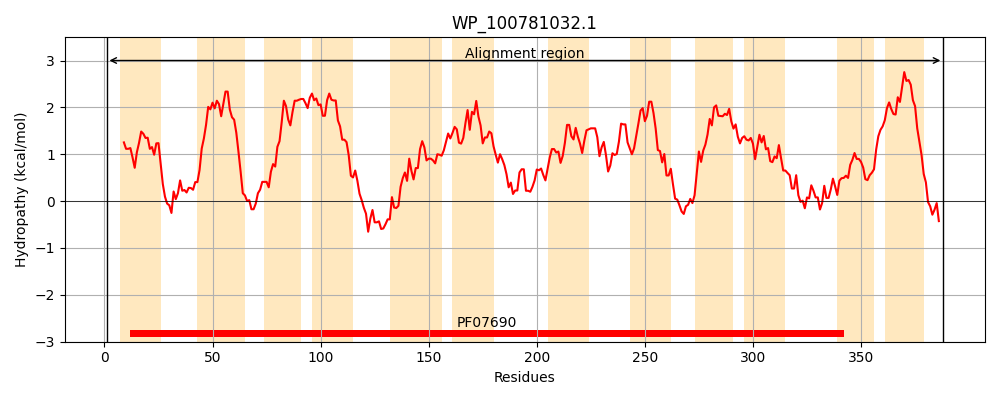 WP_100781032.1
Alignment region
3
2
1
0
−1
−2
−3
Hydropathy (kcal/mol)
PF07690
0 50 100 150 200 250 300 350
Residues